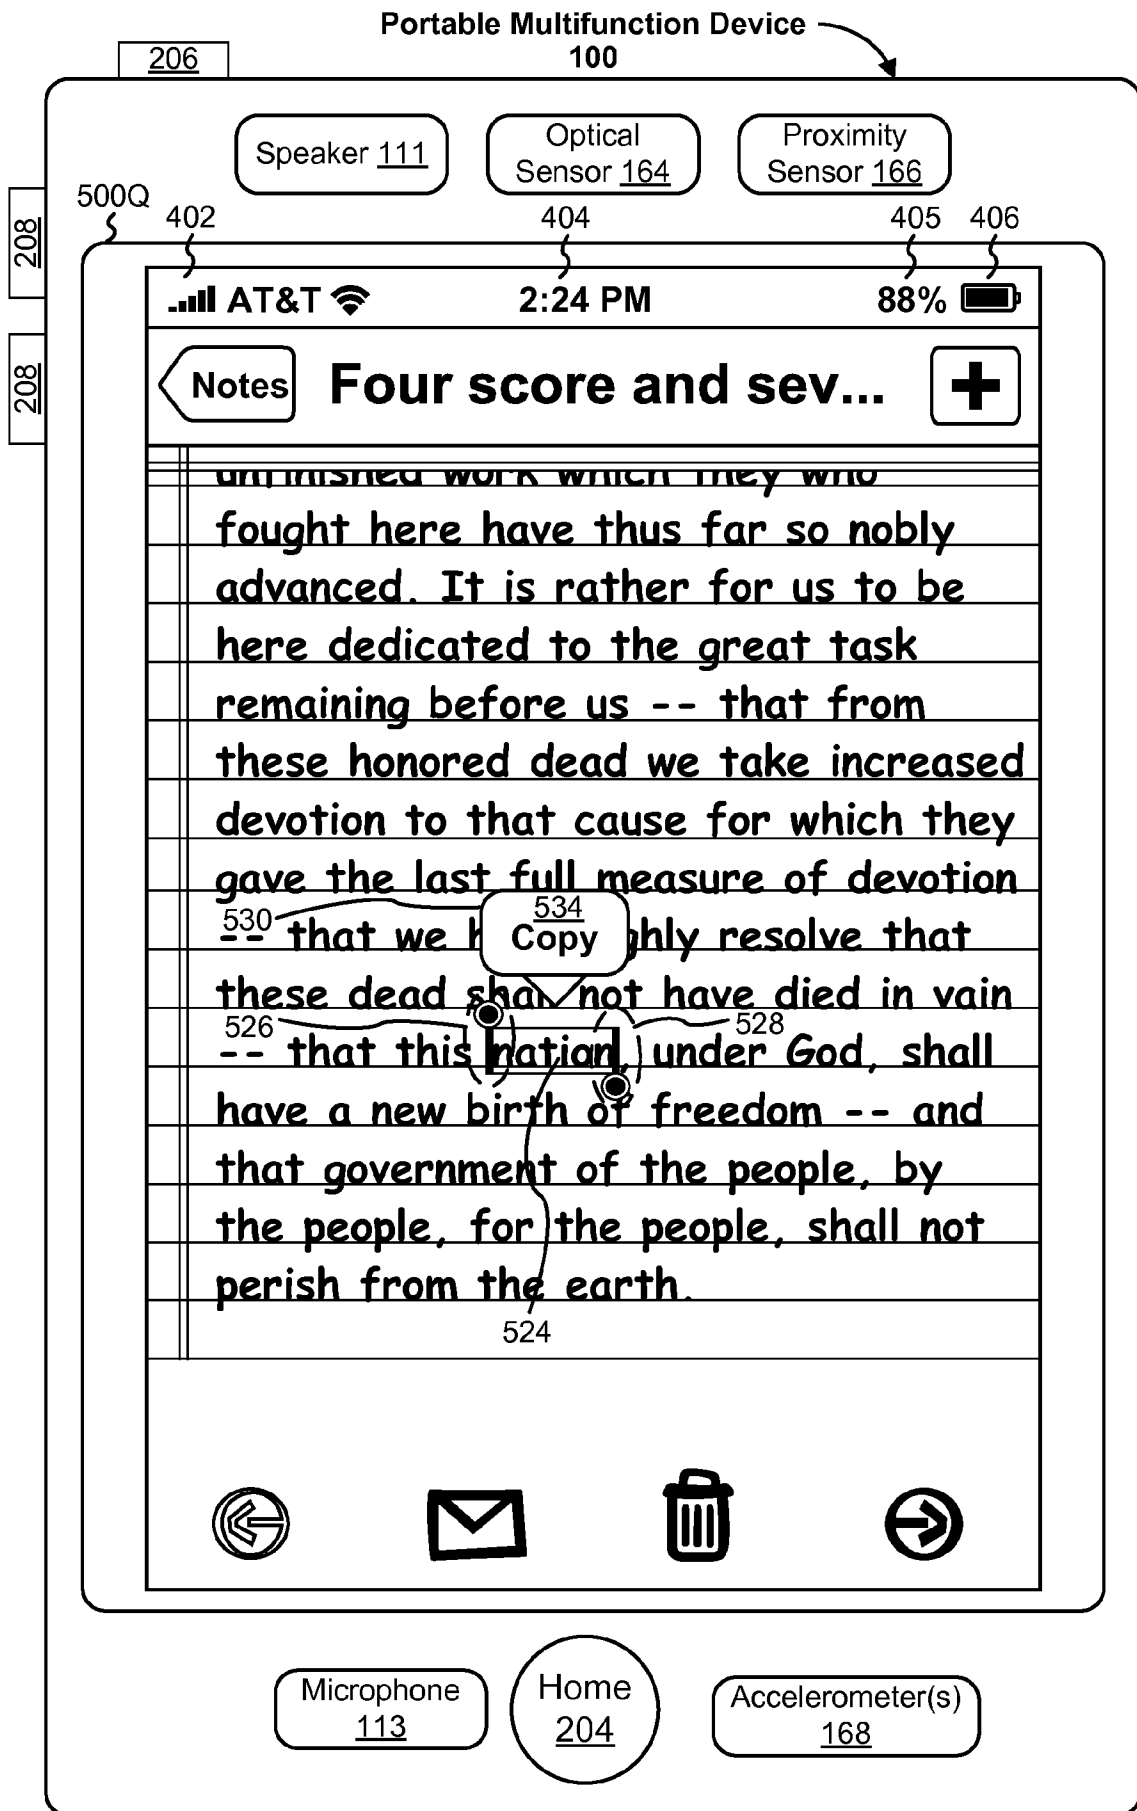 Portable Multifunction Device
100
206
Speaker 111
Optical
Sensor 164
Proximity
Sensor 166
500Q
402
404
405
406
208
208
AT&T
2:24 PM
88%
Notes
Four score and sev...
unfinished work which they who
fought here have thus far so nobly
advanced. It is rather for us to be
here dedicated to the great task
remaining before us -- that from
these honored dead we take increased
devotion to that cause for which they
gave the last full measure of devotion
530
534
Copy
-- that we h ghly resolve that
these dead shall not have died in vain
526
528
-- that this nation, under God, shall
have a new birth of freedom -- and
that government of the people, by
the people, for the people, shall not
perish from the earth.
524
Microphone
113
Home
204
Accelerometer(s)
168